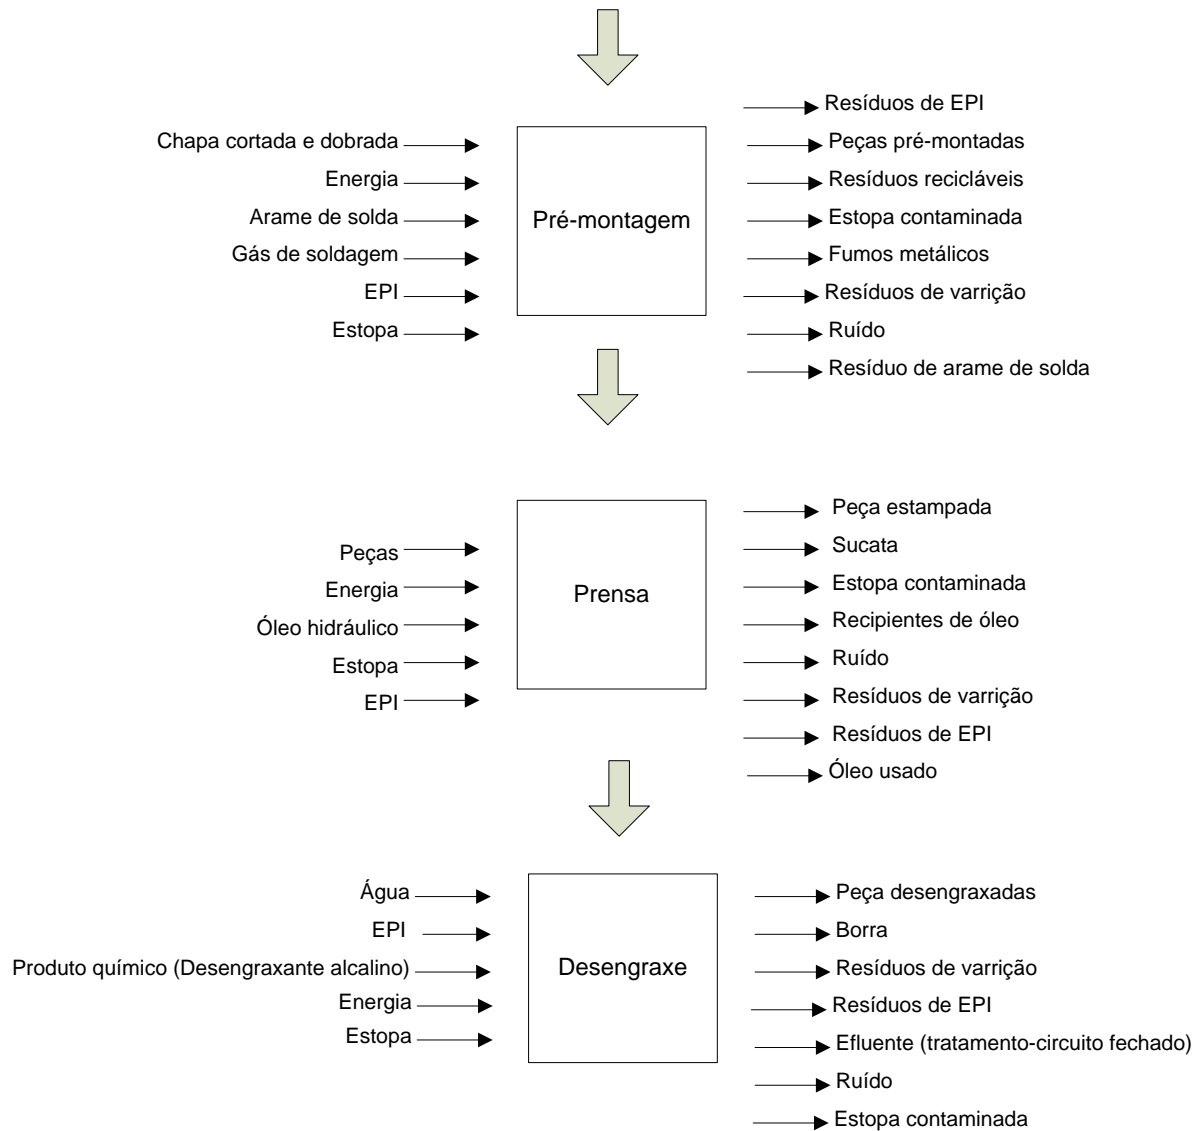 Chapa cortada e dobrada
Energia
Arame de solda
Gás de soldagem
EPI
Estopa
Pré-montagem
Resíduos de EPI
Peças pré-montadas
Resíduos recicláveis
Estopa contaminada
Fumos metálicos
Resíduos de varrição
Ruído
Resíduo de arame de solda
Peças
Energia
Óleo hidráulico
Estopa
EPI
Prensa
Peça estampada
Sucata
Estopa contaminada
Recipientes de óleo
Ruído
Resíduos de varrição
Resíduos de EPI
Óleo usado
Água
EPI
Produto químico (Desengraxante alcalino)
Energia
Estopa
Desengraxe
Peça desengraxadas
Borra
Resíduos de varrição
Resíduos de EPI
Efluente (tratamento-circuito fechado)
Ruído
Estopa contaminada